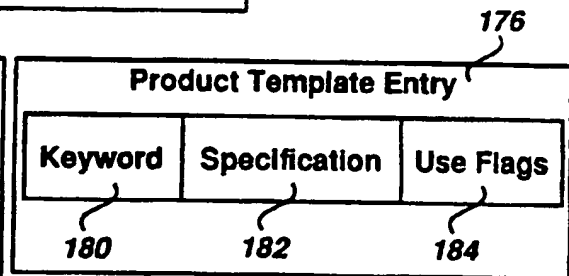 176
Product Template Entry
Keyword Specification Use Flags
180 182 184